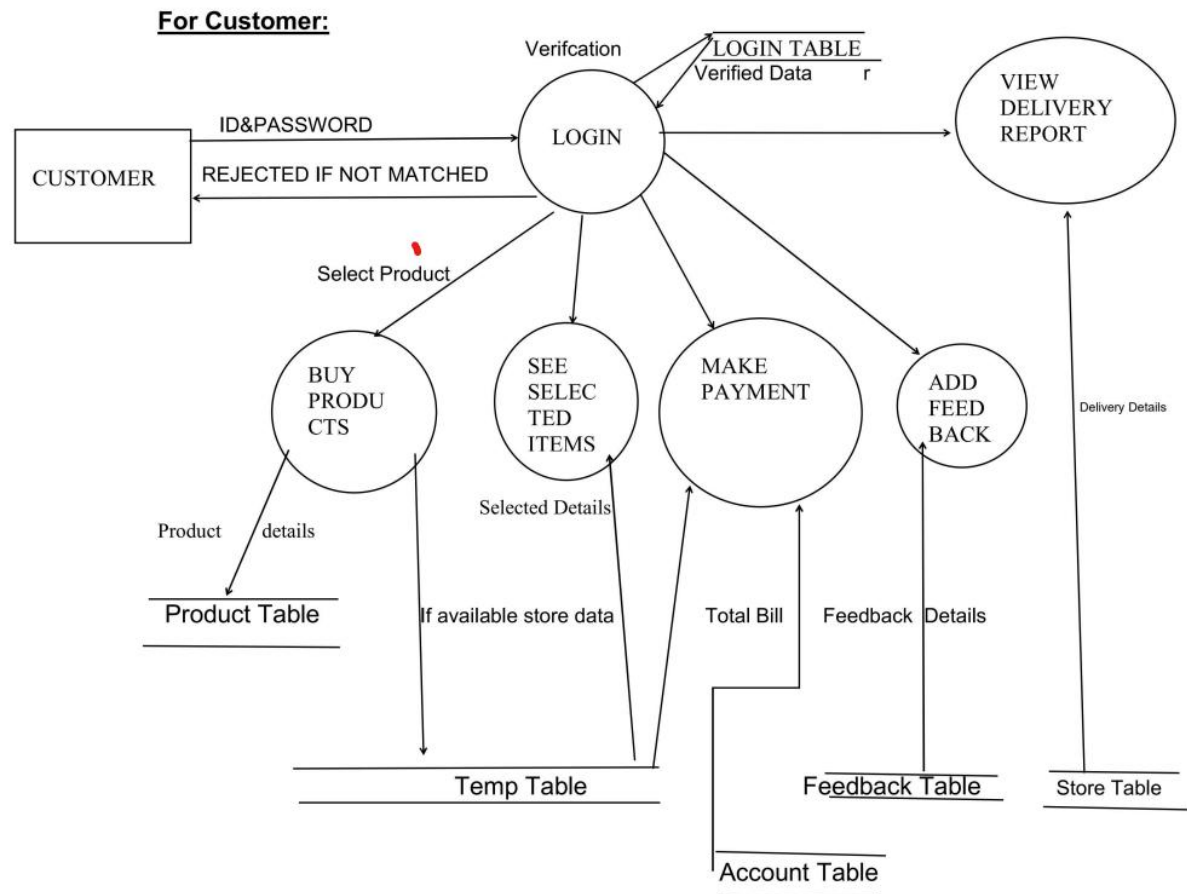 For Customer:
Verifcation
LOGIN TABLE
Verified Data r
VIEW
DELIVERY
REPORT
ID&PASSWORD
LOGIN
CUSTOMER
REJECTED IF NOT MATCHED
Select Product
BUY
PRODU
CTS
SEE
SELEC
TED
ITEMS
MAKE
PAYMENT
ADD
FEED
BACK
Delivery Details
Selected Details
Product details
Product Table
If available store data
Total Bill
Feedback Details
Temp Table
Feedback Table
Store Table
Account Table